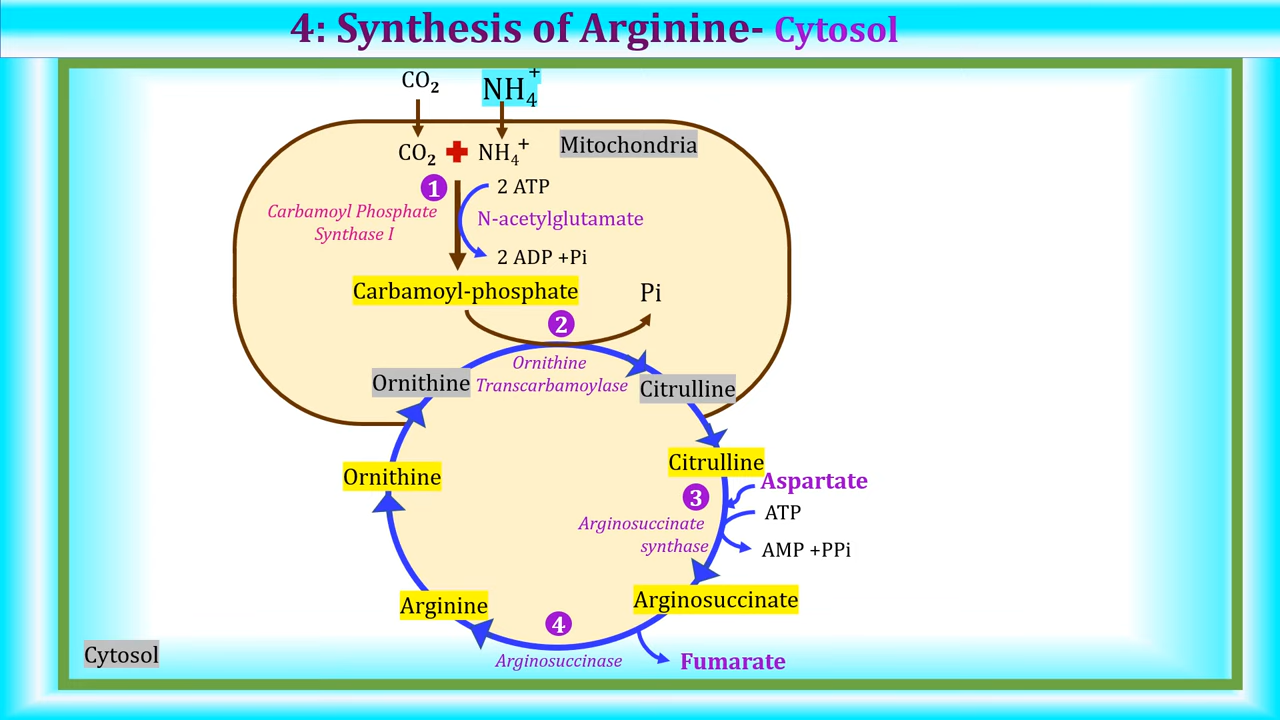 4: Synthesis of Arginine- Cytosol
CO₂
NH₄⁺
CO₂ + NH₄⁺
Mitochondria
1
2 ATP
Carbamoyl Phosphate
Synthase I
N-acetylglutamate
2 ADP +Pi
Carbamoyl-phosphate
Pi
2
Ornithine
Transcarbamoylase
Ornithine
Citrulline
Citrulline
Ornithine
Aspartate
3
ATP
Arginosuccinate
synthase
AMP +PPi
Arginosuccinate
Arginine
4
Arginosuccinase
Fumarate
Cytosol